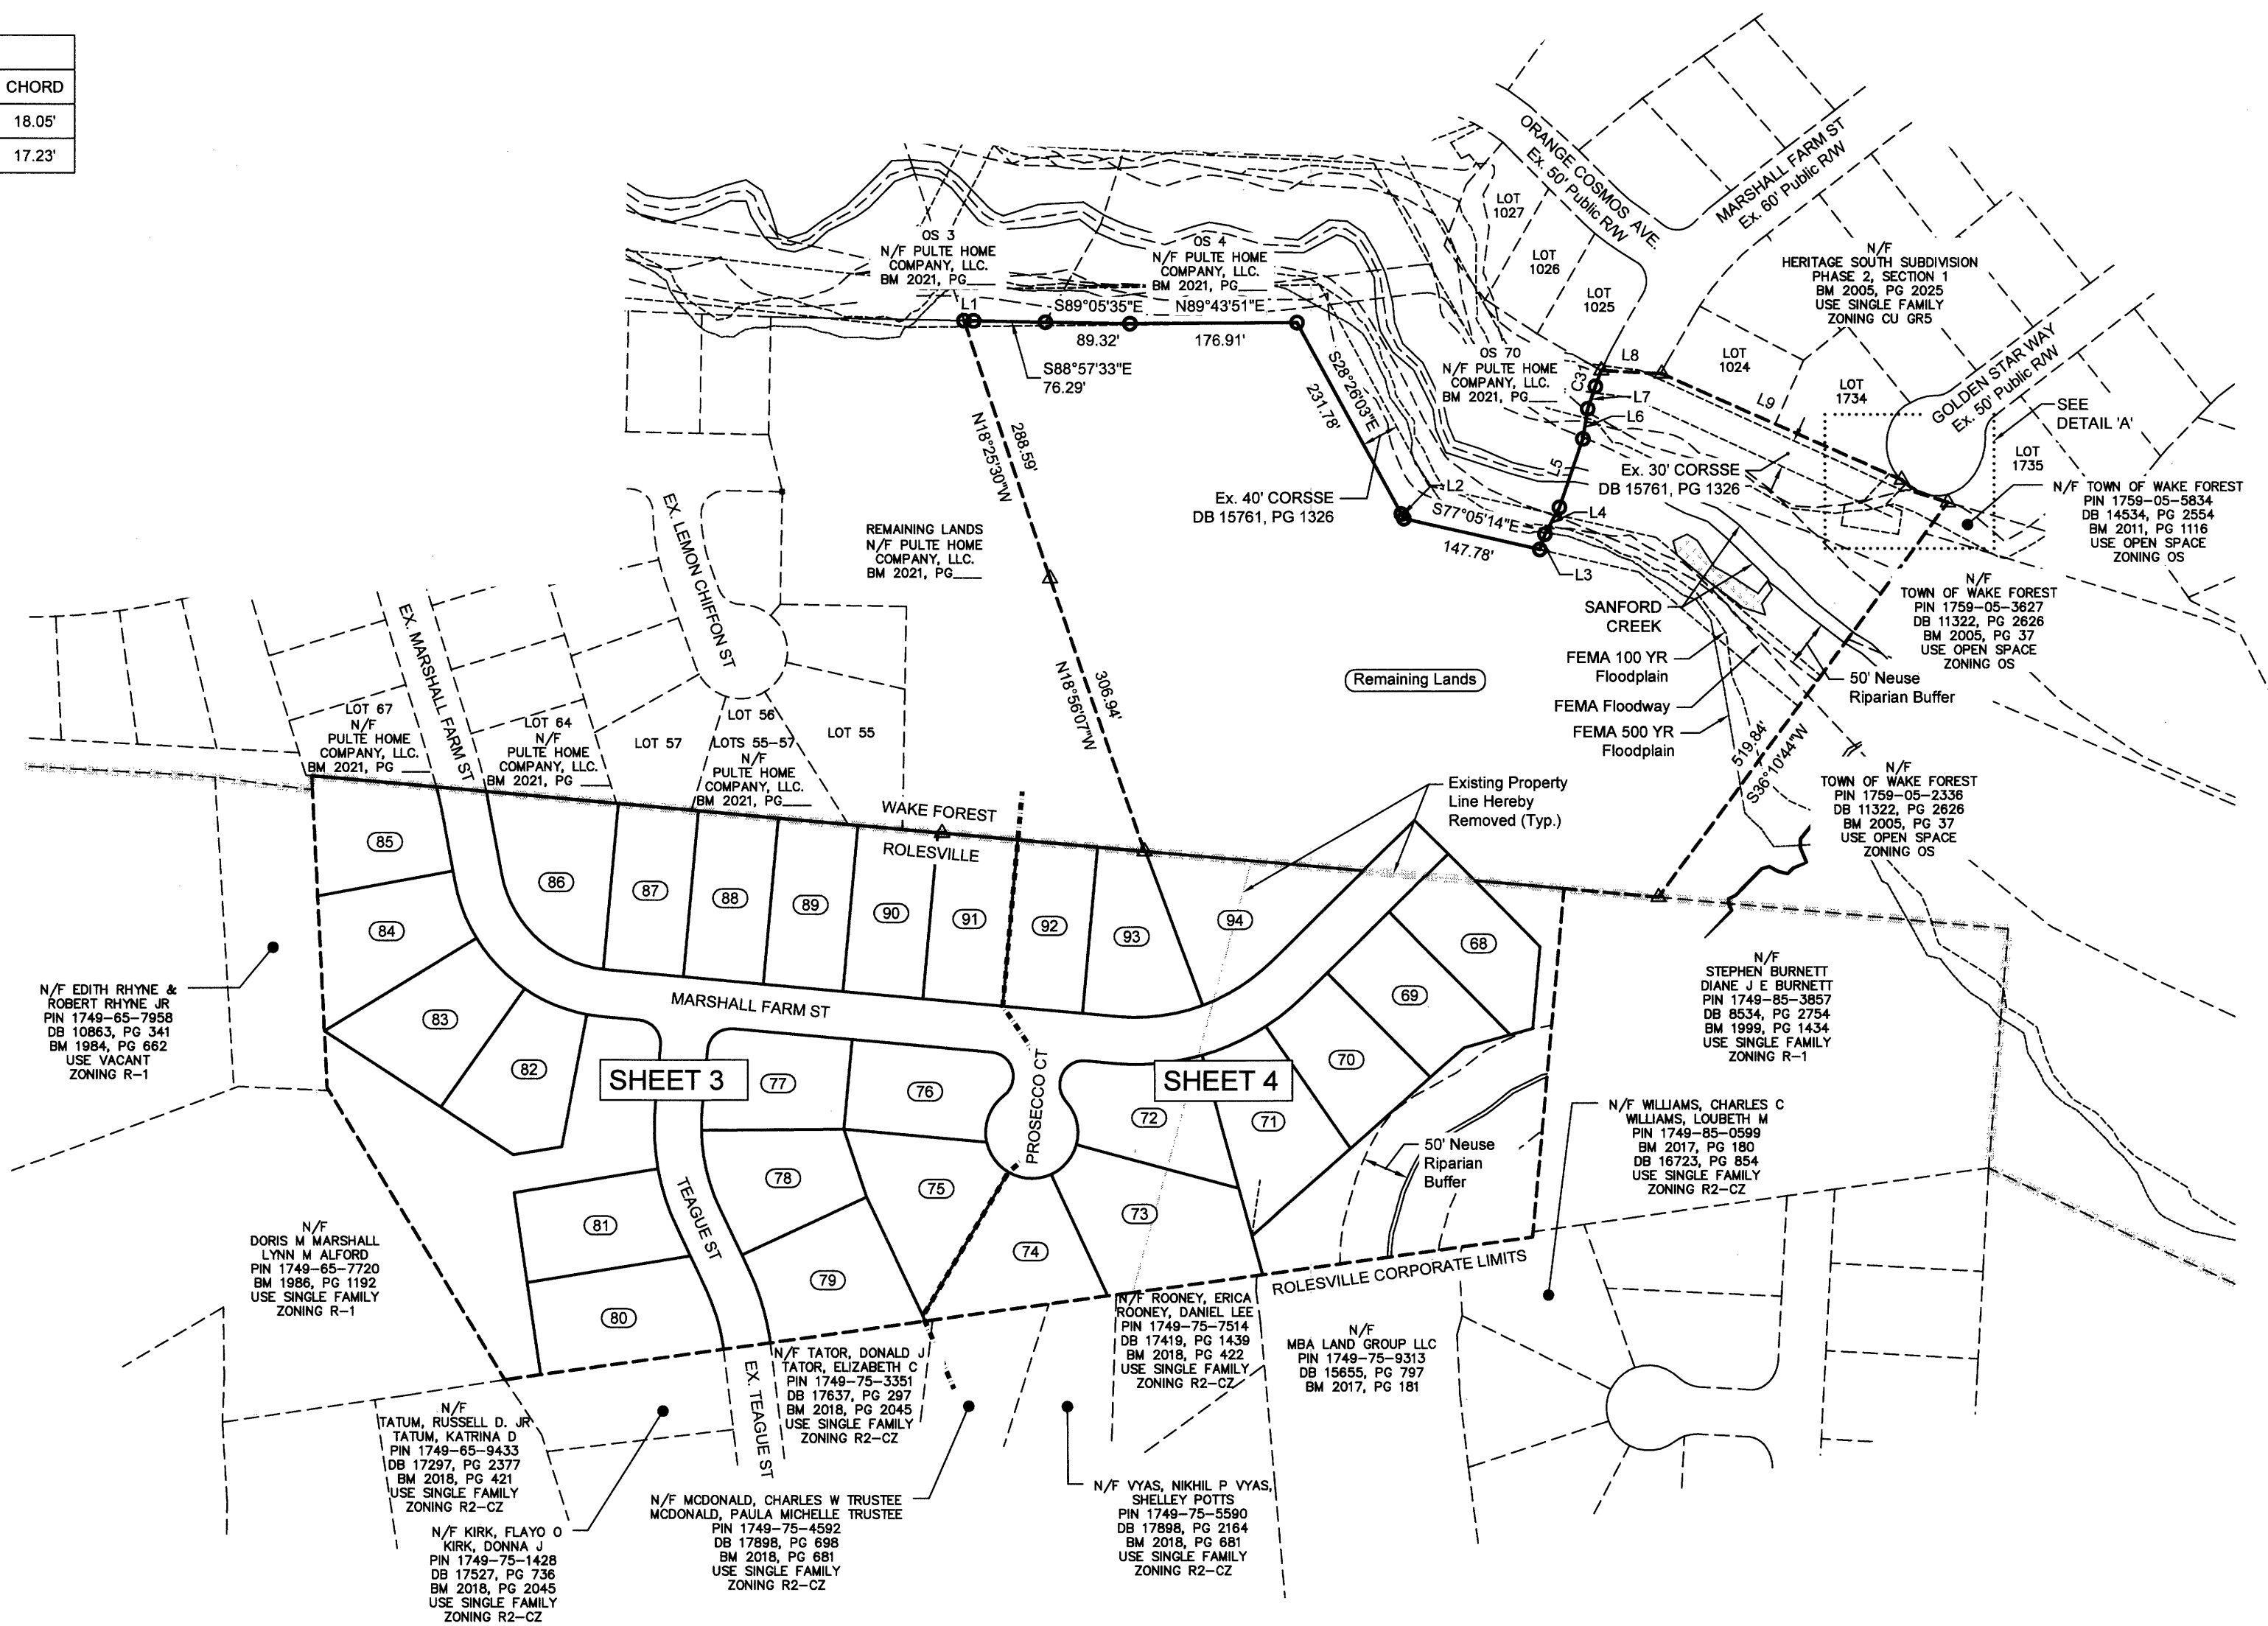 CHORD
18.05'
17.23'
ORANGE COSMOS AVE.
Ex. 50' Public R/W
MARSHALL FARM ST
Ex. 60' Public R/W
LOT
1027
LOT
1026
LOT
1025
N/F
HERITAGE SOUTH SUBDIVISION
PHASE 2, SECTION 1
BM 2005, PG 2025
USE SINGLE FAMILY
ZONING CU GR5
OS 3
N/F PULTE HOME
COMPANY, LLC.
BM 2021, PG___
OS 4
N/F PULTE HOME
COMPANY, LLC.
BM 2021, PG___
L1
S89°05'35"E
89.32'
N89°43'51"E
176.91'
S88°57'33"E
76.29'
OS 70
N/F PULTE HOME
COMPANY, LLC.
BM 2021, PG___
C31
L8
L7
L6
L9
LOT
1024
LOT
1734
GOLDEN STAR WAY
Ex. 50' Public R/W
SEE
DETAIL 'A'
LOT
1735
N/F TOWN OF WAKE FOREST
PIN 1759-05-5834
DB 14534, PG 2554
BM 2011, PG 1116
USE OPEN SPACE
ZONING OS
S28°26'03"E
231.78'
288.59'
N18°25'30"W
L5
Ex. 30' CORSSE
DB 15761, PG 1326
Ex. 40' CORSSE
DB 15761, PG 1326
L2
S77°05'14"E
147.78'
L4
L3
REMAINING LANDS
N/F PULTE HOME
COMPANY, LLC.
BM 2021, PG___
EX. LEMON CHIFFON ST
SANFORD
CREEK
FEMA 100 YR
Floodplain
FEMA Floodway
FEMA 500 YR
Floodplain
50' Neuse
Riparian Buffer
N/F
TOWN OF WAKE FOREST
PIN 1759-05-3627
DB 11322, PG 2626
BM 2005, PG 37
USE OPEN SPACE
ZONING OS
Remaining Lands
306.94'
N18°56'07"W
519.84'
S36°10'44"W
EX. MARSHALL FARM ST
LOT 67
N/F
PULTE HOME
COMPANY, LLC.
BM 2021, PG ___
LOT 64
N/F
PULTE HOME
COMPANY, LLC.
BM 2021, PG ___
LOT 57
LOT 56
LOT 55
LOTS 55-57
N/F
PULTE HOME
COMPANY, LLC.
BM 2021, PG___
WAKE FOREST
ROLESVILLE
Existing Property
Line Hereby
Removed (Typ.)
N/F
TOWN OF WAKE FOREST
PIN 1759-05-2336
DB 11322, PG 2626
BM 2005, PG 37
USE OPEN SPACE
ZONING OS
85
84
86
87
88
89
90
91
92
93
94
68
69
70
71
83
82
MARSHALL FARM ST
SHEET 3
SHEET 4
77
76
PROSECCO CT
72
N/F EDITH RHYNE &
ROBERT RHYNE JR
PIN 1749-65-7958
DB 10863, PG 341
BM 1984, PG 662
USE VACANT
ZONING R-1
N/F
STEPHEN BURNETT
DIANE J E BURNETT
PIN 1749-85-3857
DB 8534, PG 2754
BM 1999, PG 1434
USE SINGLE FAMILY
ZONING R-1
N/F WILLIAMS, CHARLES C
WILLIAMS, LOUBETH M
PIN 1749-85-0599
BM 2017, PG 180
DB 16723, PG 854
USE SINGLE FAMILY
ZONING R2-CZ
50' Neuse
Riparian
Buffer
TEAGUE ST
78
75
73
81
74
79
80
ROLESVILLE CORPORATE LIMITS
N/F
DORIS M MARSHALL
LYNN M ALFORD
PIN 1749-65-7720
BM 1986, PG 1192
USE SINGLE FAMILY
ZONING R-1
N/F ROONEY, ERICA
ROONEY, DANIEL LEE
PIN 1749-75-7514
DB 17419, PG 1439
BM 2018, PG 422
USE SINGLE FAMILY
ZONING R2-CZ
N/F
MBA LAND GROUP LLC
PIN 1749-75-9313
DB 15655, PG 797
BM 2017, PG 181
N/F TATOR, DONALD J
TATOR, ELIZABETH C
PIN 1749-75-3351
DB 17637, PG 297
BM 2018, PG 2045
USE SINGLE FAMILY
ZONING R2-CZ
EX. TEAGUE ST
N/F
TATUM, RUSSELL D. JR
TATUM, KATRINA D
PIN 1749-65-9433
DB 17297, PG 2377
BM 2018, PG 421
USE SINGLE FAMILY
ZONING R2-CZ
N/F KIRK, FLAYO O
KIRK, DONNA J
PIN 1749-75-1428
DB 17527, PG 736
BM 2018, PG 2045
USE SINGLE FAMILY
ZONING R2-CZ
N/F MCDONALD, CHARLES W TRUSTEE
MCDONALD, PAULA MICHELLE TRUSTEE
PIN 1749-75-4592
DB 17898, PG 698
BM 2018, PG 681
USE SINGLE FAMILY
ZONING R2-CZ
N/F VYAS, NIKHIL P VYAS,
SHELLEY POTTS
PIN 1749-75-5590
DB 17898, PG 2164
BM 2018, PG 681
USE SINGLE FAMILY
ZONING R2-CZ